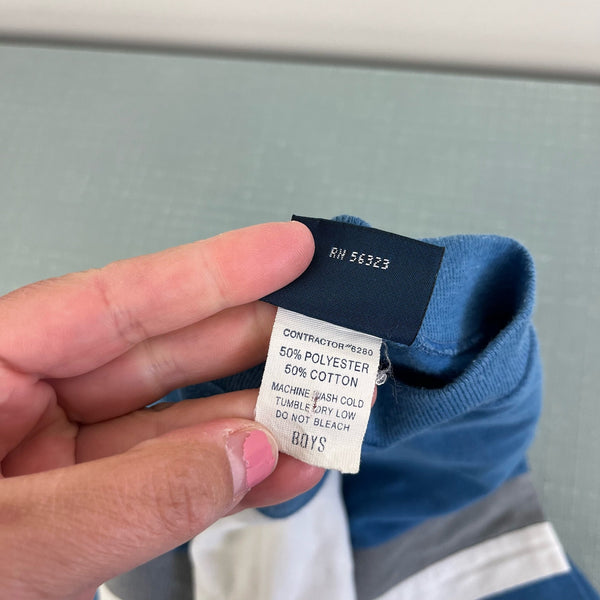 RN 56323
CONTRACTOR #6280
50% POLYESTER
50% COTTON
MACHINE WASH COLD
TUMBLE DRY LOW
DO NOT BLEACH
BOYS